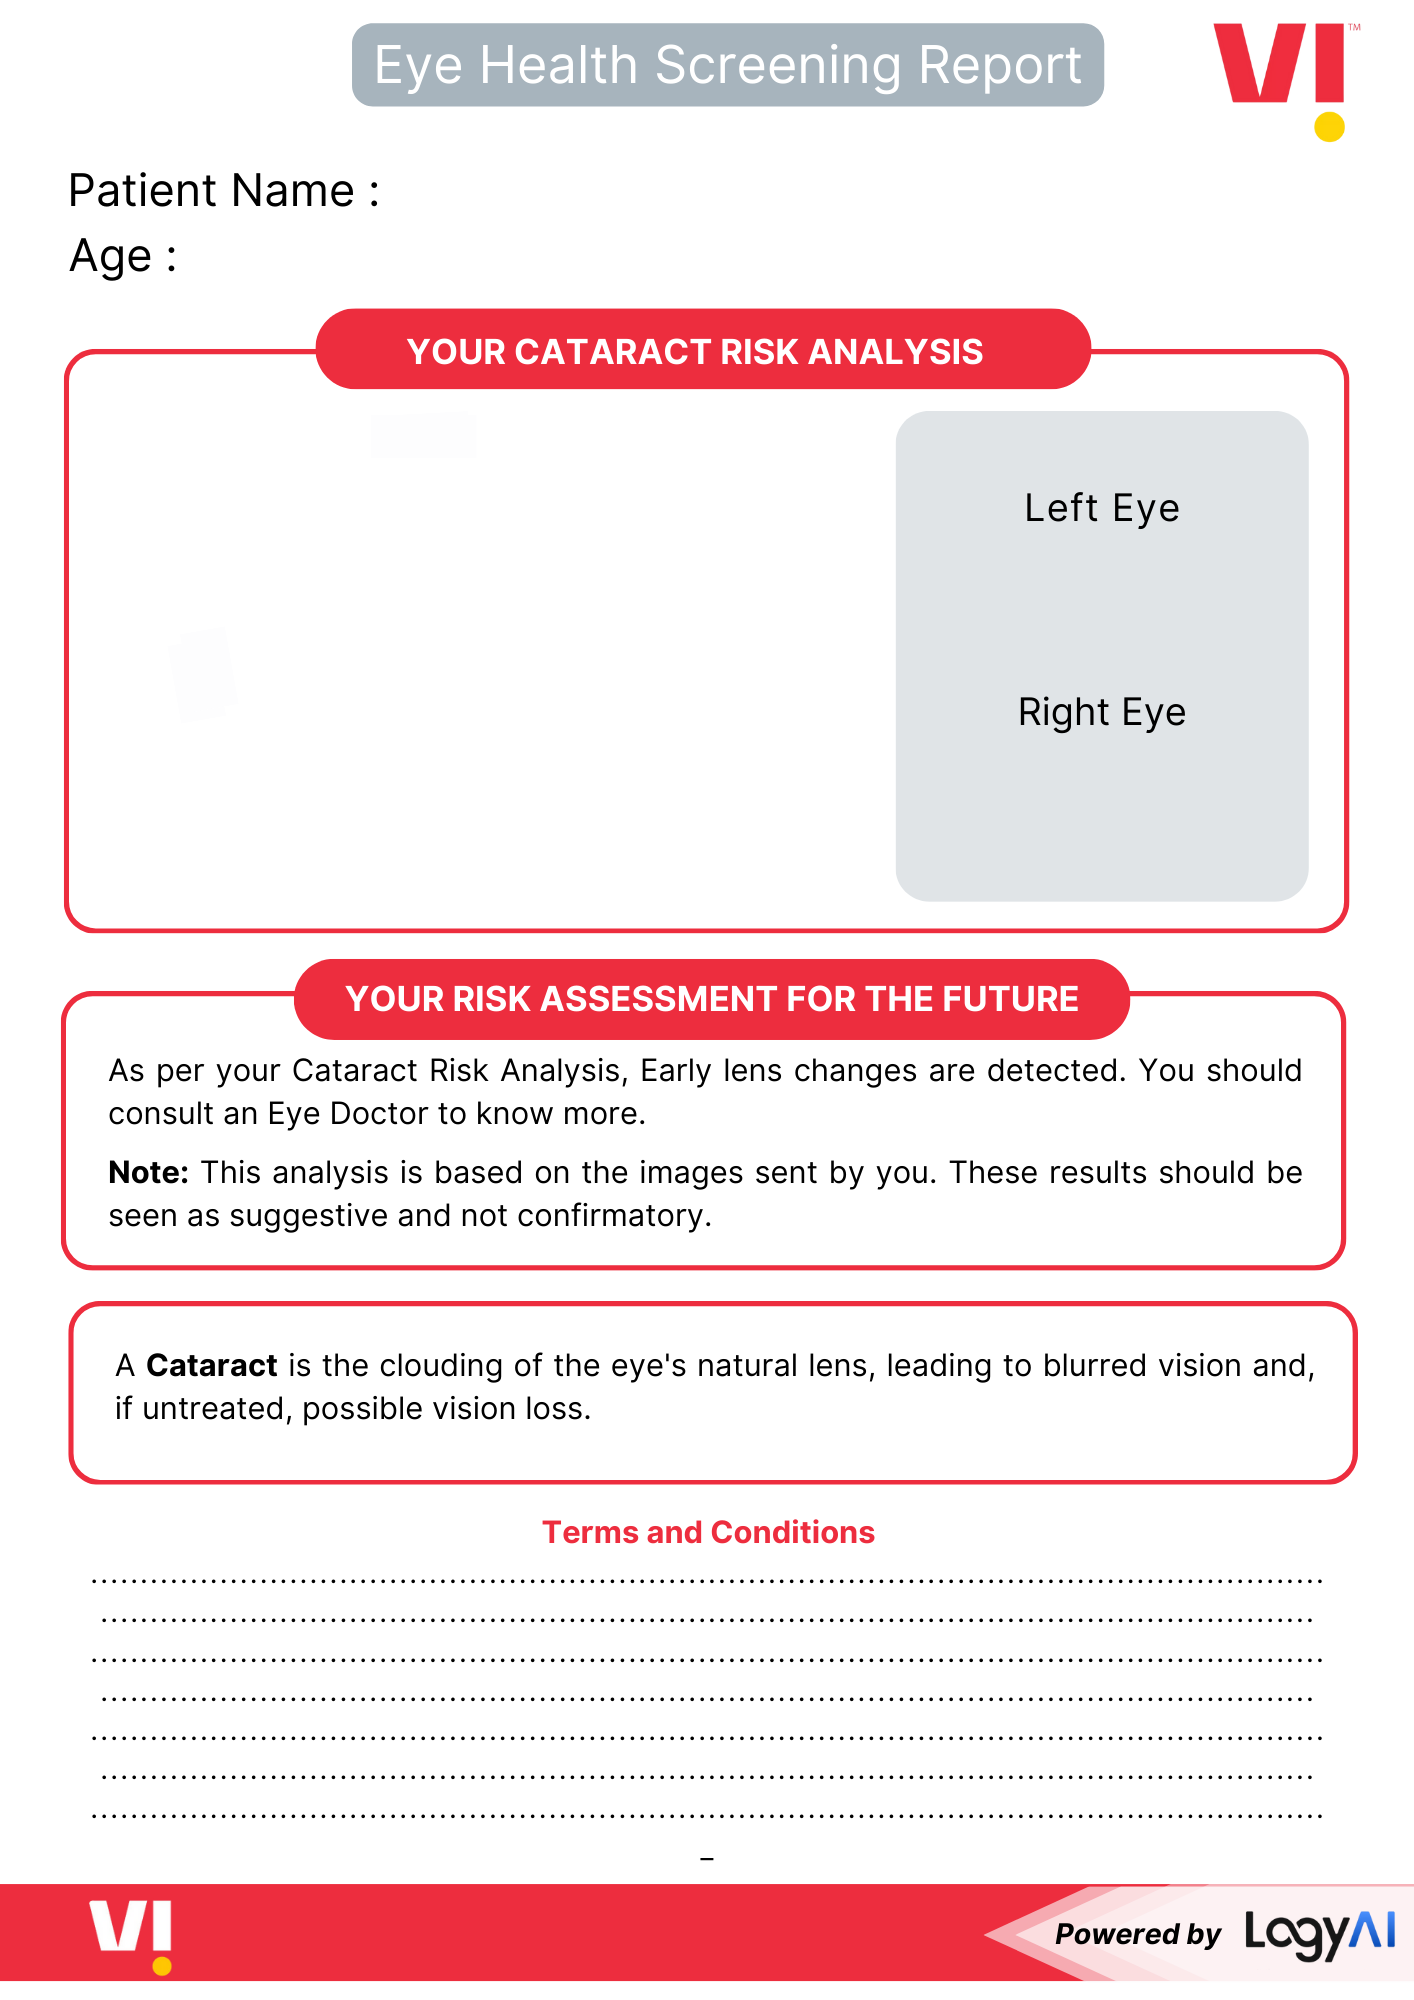 Eye Health Screening Report
VI
TM
Patient Name :
Age :
YOUR CATARACT RISK ANALYSIS
Left Eye
Right Eye
YOUR RISK ASSESSMENT FOR THE FUTURE
As per your Cataract Risk Analysis, Early lens changes are detected. You should
consult an Eye Doctor to know more.
Note: This analysis is based on the images sent by you. These results should be
seen as suggestive and not confirmatory.
A Cataract is the clouding of the eye's natural lens, leading to blurred vision and,
if untreated, possible vision loss.
Terms and Conditions
VI
Powered by LogyAI